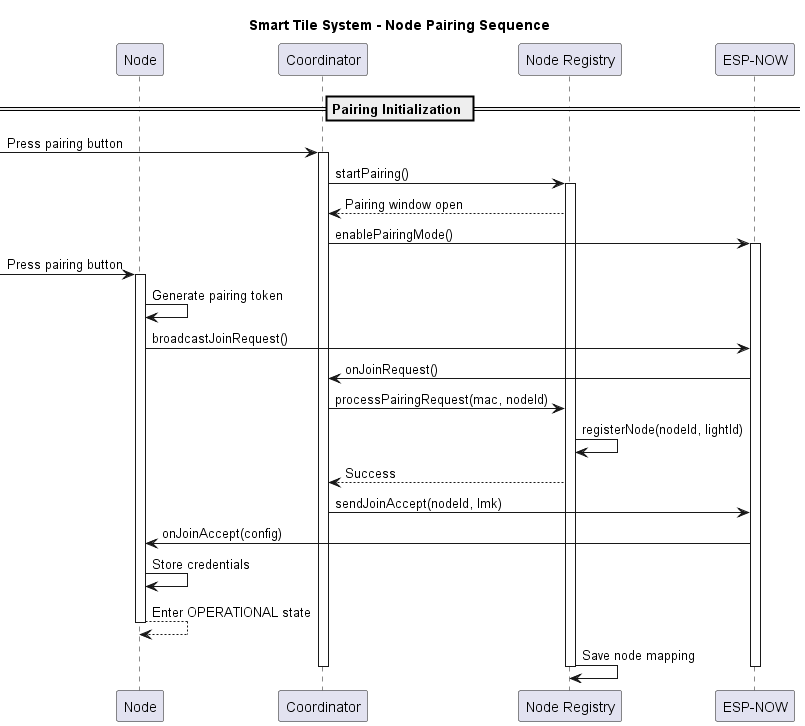 Smart Tile System - Node Pairing Sequence
Node
Coordinator
Node Registry
ESP-NOW
Pairing Initialization
Press pairing button
startPairing()
Pairing window open
enablePairingMode()
Press pairing button
Generate pairing token
broadcastJoinRequest()
onJoinRequest()
processPairingRequest(mac, nodeId)
registerNode(nodeId, lightId)
Success
sendJoinAccept(nodeId, lmk)
onJoinAccept(config)
Store credentials
Enter OPERATIONAL state
Save node mapping
Node
Coordinator
Node Registry
ESP-NOW